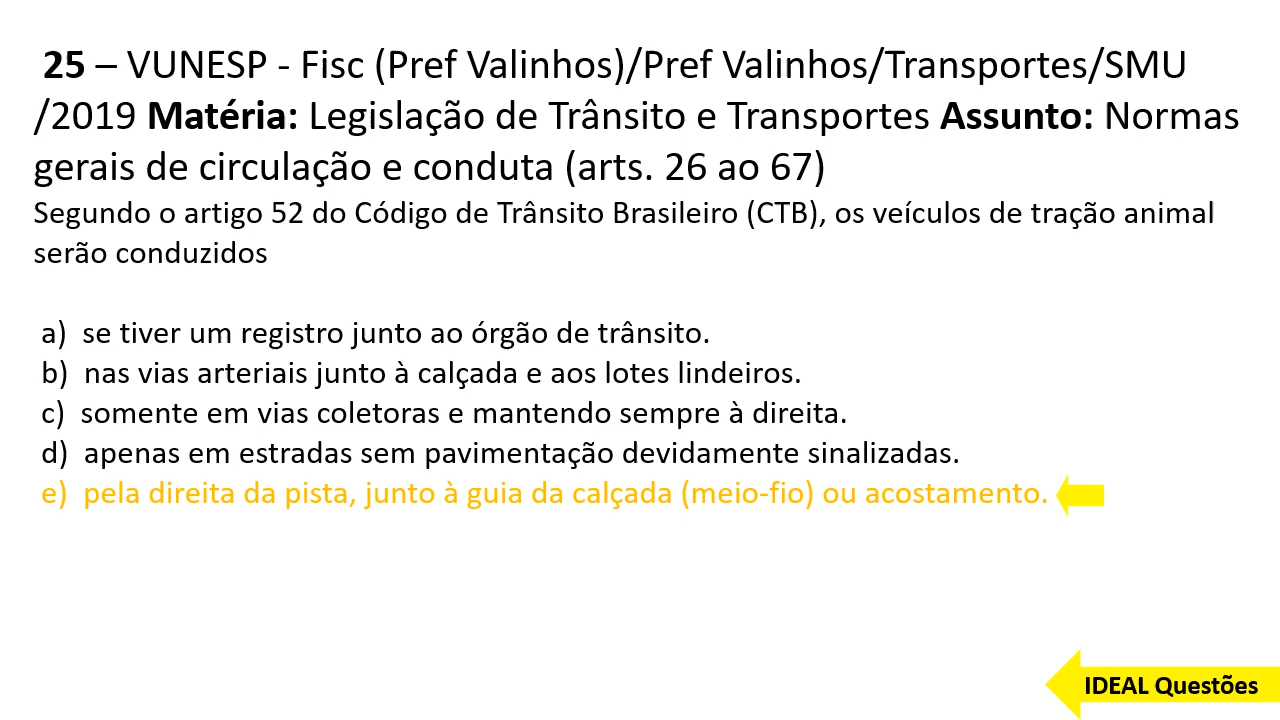 25 – VUNESP - Fisc (Pref Valinhos)/Pref Valinhos/Transportes/SMU
/2019 Matéria: Legislação de Trânsito e Transportes Assunto: Normas
gerais de circulação e conduta (arts. 26 ao 67)
Segundo o artigo 52 do Código de Trânsito Brasileiro (CTB), os veículos de tração animal
serão conduzidos
a) se tiver um registro junto ao órgão de trânsito.
b) nas vias arteriais junto à calçada e aos lotes lindeiros.
c) somente em vias coletoras e mantendo sempre à direita.
d) apenas em estradas sem pavimentação devidamente sinalizadas.
e) pela direita da pista, junto à guia da calçada (meio-fio) ou acostamento.
IDEAL Questões